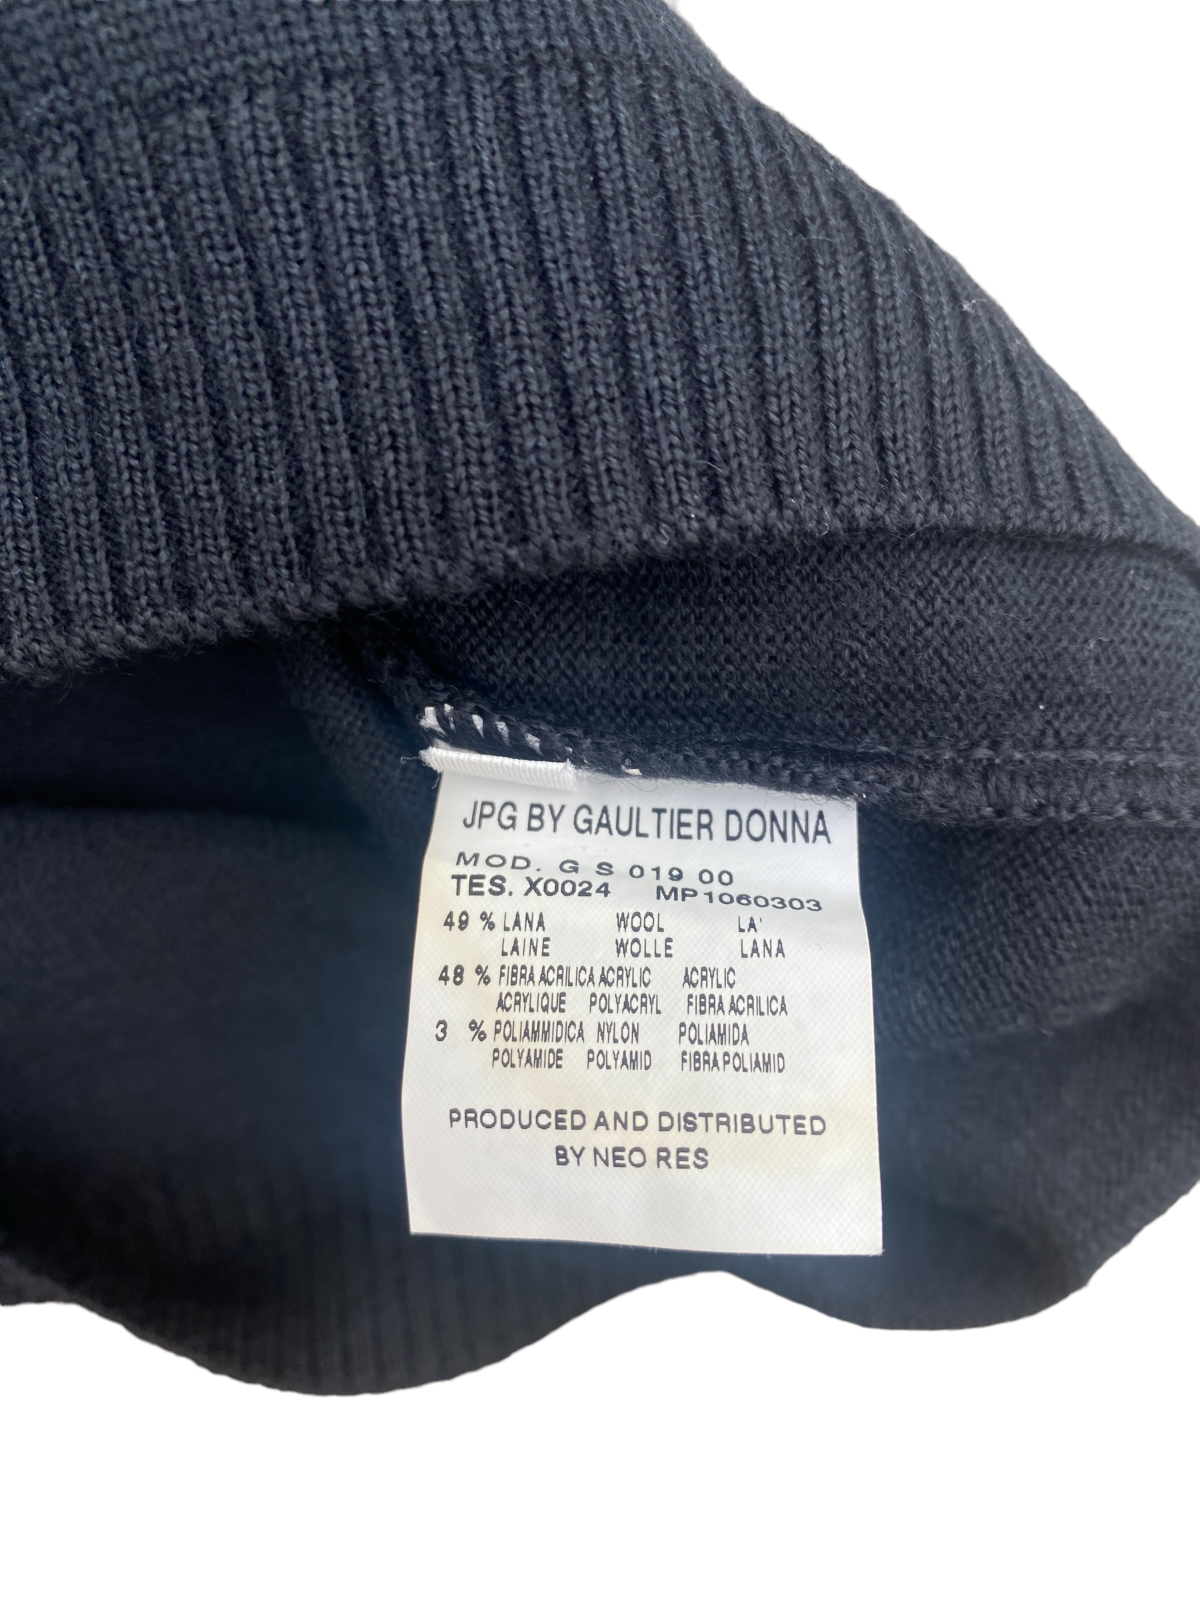 JPG BY GAULTIER DONNA
MOD. G S 019 00
TES. X0024 MP1060303
49 % LANA WOOL LA'
LAINE WOLLE LANA
48 % FIBRA ACRILICA ACRYLIC ACRYLIC
ACRYLIQUE POLYACRYL FIBRA ACRILICA
3 % POLIAMMIDICA NYLON POLIAMIDA
POLYAMIDE POLYAMID FIBRA POLIAMID
PRODUCED AND DISTRIBUTED
BY NEO RES